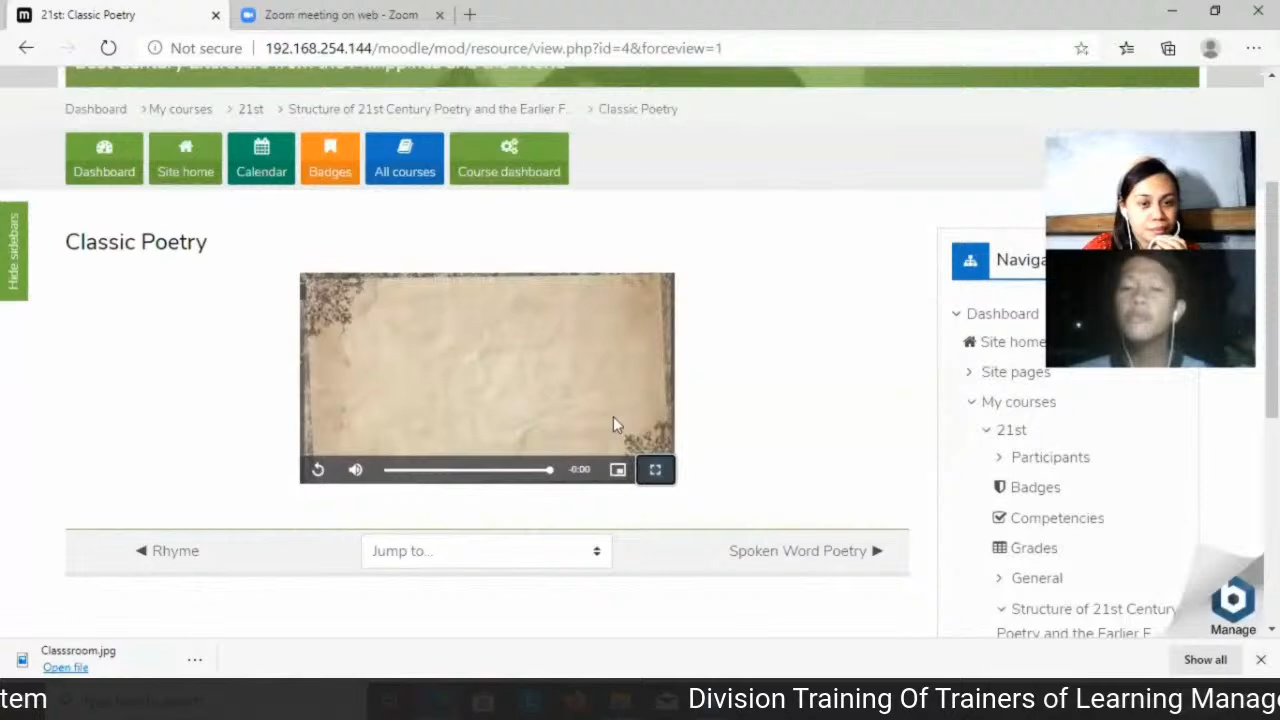 21st: Classic Poetry
Zoom meeting on web - Zoom
Not secure 192.168.254.144/moodle/mod/resource/view.php?id=4&forceview=1
Dashboard > My courses > 21st > Structure of 21st Century Poetry and the Earlier F... > Classic Poetry
Dashboard Site home Calendar Badges All courses Course dashboard
Hide sidebars
Classic Poetry
-0:00
◀ Rhyme
Jump to...
Spoken Word Poetry ▶
Dashboard
Site home
Site pages
My courses
21st
Participants
Badges
Competencies
Grades
General
Structure of 21st Century
Poetry and the Earlier F
Manage
Classsroom.jpg
Open file
Show all
tem Division Training Of Trainers of Learning Manag